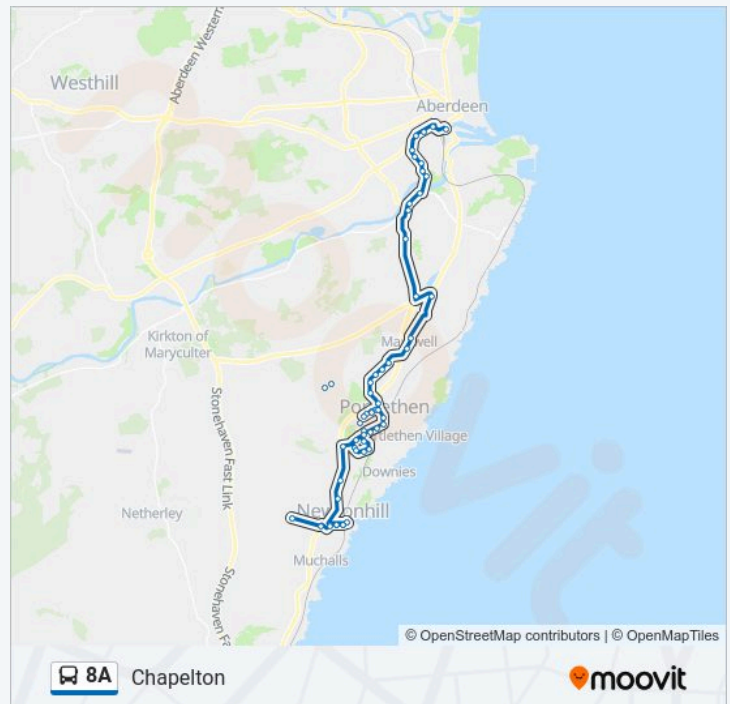 Westhill
Aberdeen Western
Aberdeen
Kirkton of
Maryculter
Stonehaven Fast Link
Portlethen Village
Downies
Netherley
Newtonhill
Muchalls
© OpenStreetMap contributors | © OpenMapTiles
8A Chapelton
moovit